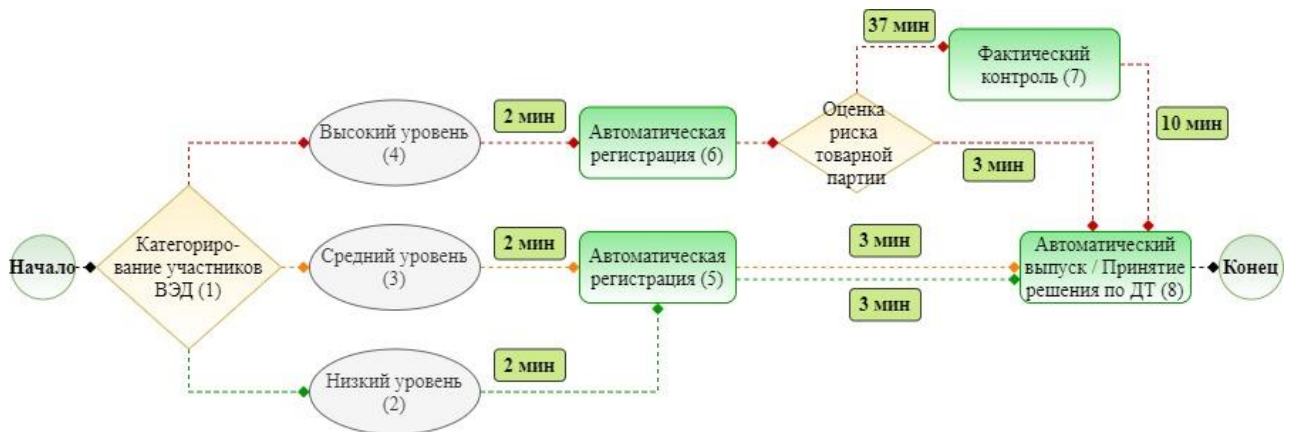 37 мин
Фактический
контроль (7)
2 мин
Оценка
риска
товарной
партии
10 мин
Высокий уровень
(4)
Автоматическая
регистрация (6)
3 мин
Начало
Категориро-
вание участников
ВЭД (1)
2 мин
Средний уровень
(3)
Автоматическая
регистрация (5)
3 мин
3 мин
Автоматический
выпуск / Принятие
решения по ДТ (8)
Конец
2 мин
Низкий уровень
(2)